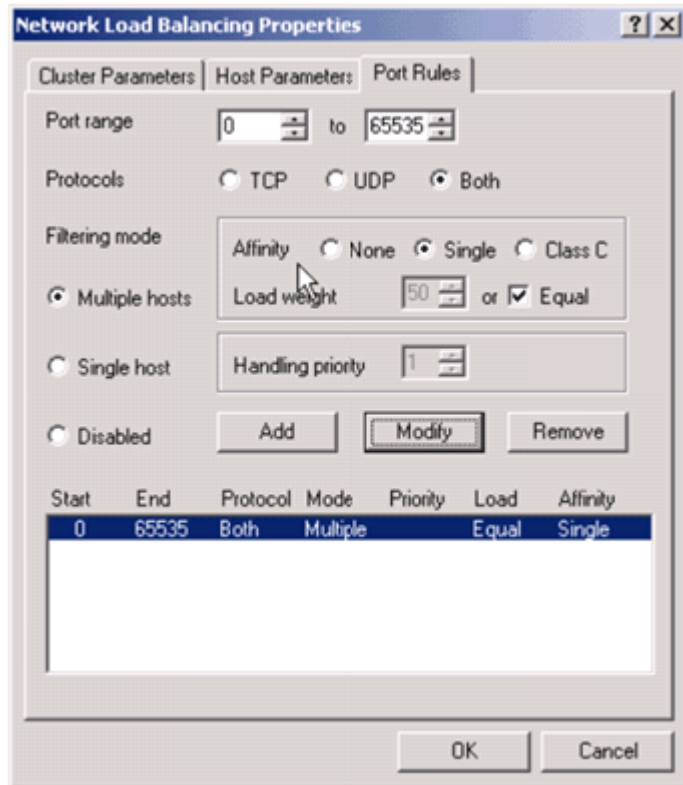 Network Load Balancing Properties
Cluster Parameters Host Parameters Port Rules
Port range 0 to 65535
Protocols TCP UDP Both
Filtering mode
Affinity None Single Class C
Multiple hosts Load weight 50 or Equal
Single host Handling priority 1
Disabled Add Modify Remove
Start End Protocol Mode Priority Load Affinity
0 65535 Both Multiple Equal Single
OK Cancel